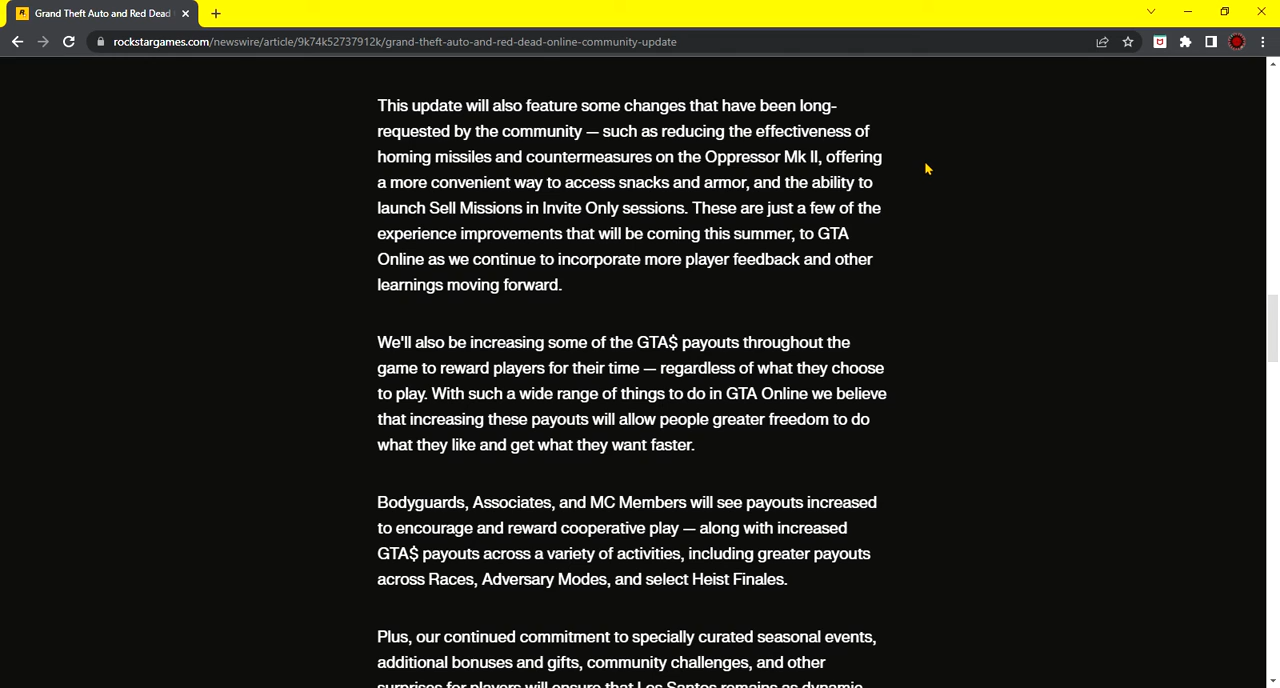 Grand Theft Auto and Red Dead
rockstargames.com/newswire/article/9k74k52737912k/grand-theft-auto-and-red-dead-online-community-update
This update will also feature some changes that have been long-
requested by the community — such as reducing the effectiveness of
homing missiles and countermeasures on the Oppressor Mk II, offering
a more convenient way to access snacks and armor, and the ability to
launch Sell Missions in Invite Only sessions. These are just a few of the
experience improvements that will be coming this summer, to GTA
Online as we continue to incorporate more player feedback and other
learnings moving forward.
We'll also be increasing some of the GTA$ payouts throughout the
game to reward players for their time — regardless of what they choose
to play. With such a wide range of things to do in GTA Online we believe
that increasing these payouts will allow people greater freedom to do
what they like and get what they want faster.
Bodyguards, Associates, and MC Members will see payouts increased
to encourage and reward cooperative play — along with increased
GTA$ payouts across a variety of activities, including greater payouts
across Races, Adversary Modes, and select Heist Finales.
Plus, our continued commitment to specially curated seasonal events,
additional bonuses and gifts, community challenges, and other
surprises for players will ensure that Los Santos remains as dynamic